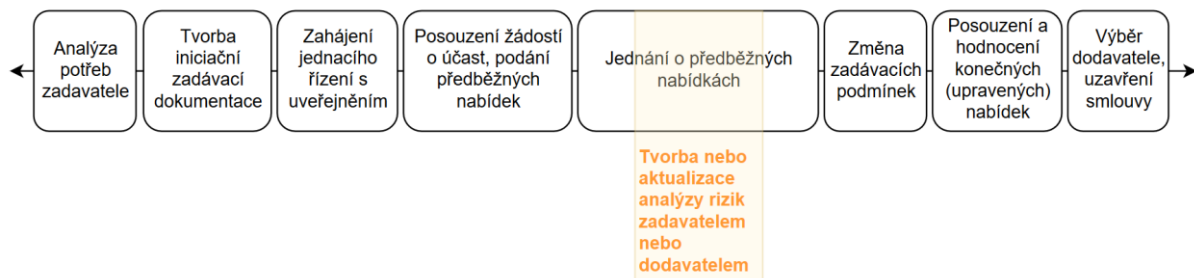 Analýza
potřeb
zadavatele
Tvorba
iniciační
zadávací
dokumentace
Zahájení
jednacího
řízení s
uveřejněním
Posouzení žádostí
o účast, podání
předběžných
nabídek
Jednání o předběžných
nabídkách
Změna
zadávacích
podmínek
Posouzení a
hodnocení
konečných
(upravených)
nabídek
Výběr
dodavatele,
uzavření
smlouvy
Tvorba nebo
aktualizace
analýzy rizik
zadavatelem
nebo
dodavatelem